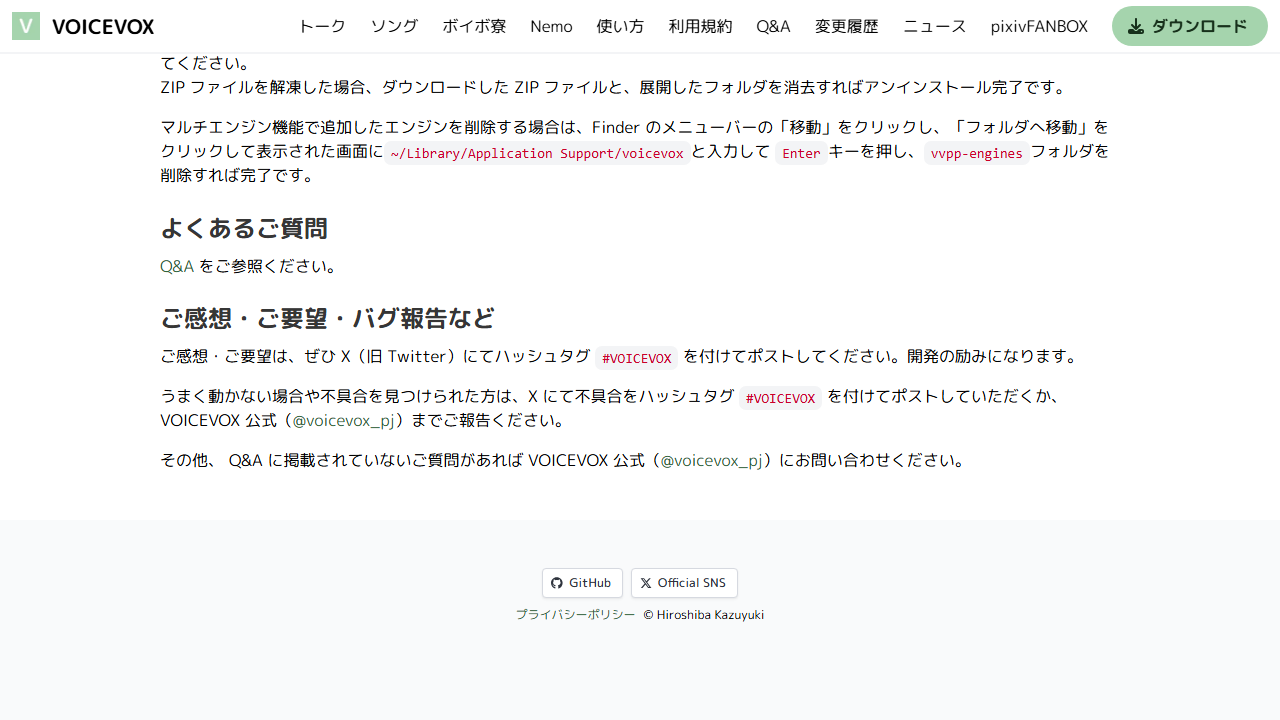 V VOICEVOX トーク ソング ボイボ寮 Nemo 使い方 利用規約 Q&A 変更履歴 ニュース pixivFANBOX ダウンロード
てください。
ZIP ファイルを解凍した場合、ダウンロードした ZIP ファイルと、展開したフォルダを消去すればアンインストール完了です。
マルチエンジン機能で追加したエンジンを削除する場合は、Finder のメニューバーの「移動」をクリックし、「フォルダへ移動」を
クリックして表示された画面に ~/Library/Application Support/voicevox と入力して Enter キーを押し、 vvpp-engines フォルダを
削除すれば完了です。
よくあるご質問
Q&A をご参照ください。
ご感想・ご要望・バグ報告など
ご感想・ご要望は、ぜひ X（旧 Twitter）にてハッシュタグ #VOICEVOX を付けてポストしてください。開発の励みになります。
うまく動かない場合や不具合を見つけられた方は、X にて不具合をハッシュタグ #VOICEVOX を付けてポストしていただくか、
VOICEVOX 公式（@voicevox_pj）までご報告ください。
その他、 Q&A に掲載されていないご質問があれば VOICEVOX 公式（@voicevox_pj）にお問い合わせください。
GitHub Official SNS
プライバシーポリシー © Hiroshiba Kazuyuki